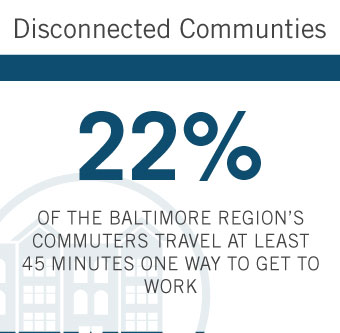 Disconnected Communties
22%
OF THE BALTIMORE REGION'S
COMMUTERS TRAVEL AT LEAST
45 MINUTES ONE WAY TO GET TO
WORK